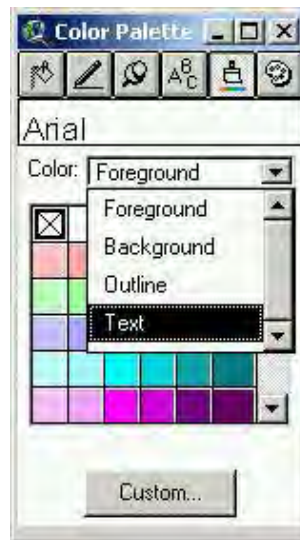 Color Palette
A B C
Arial
Color: Foreground
Foreground
Background
Outline
Text
Custom...